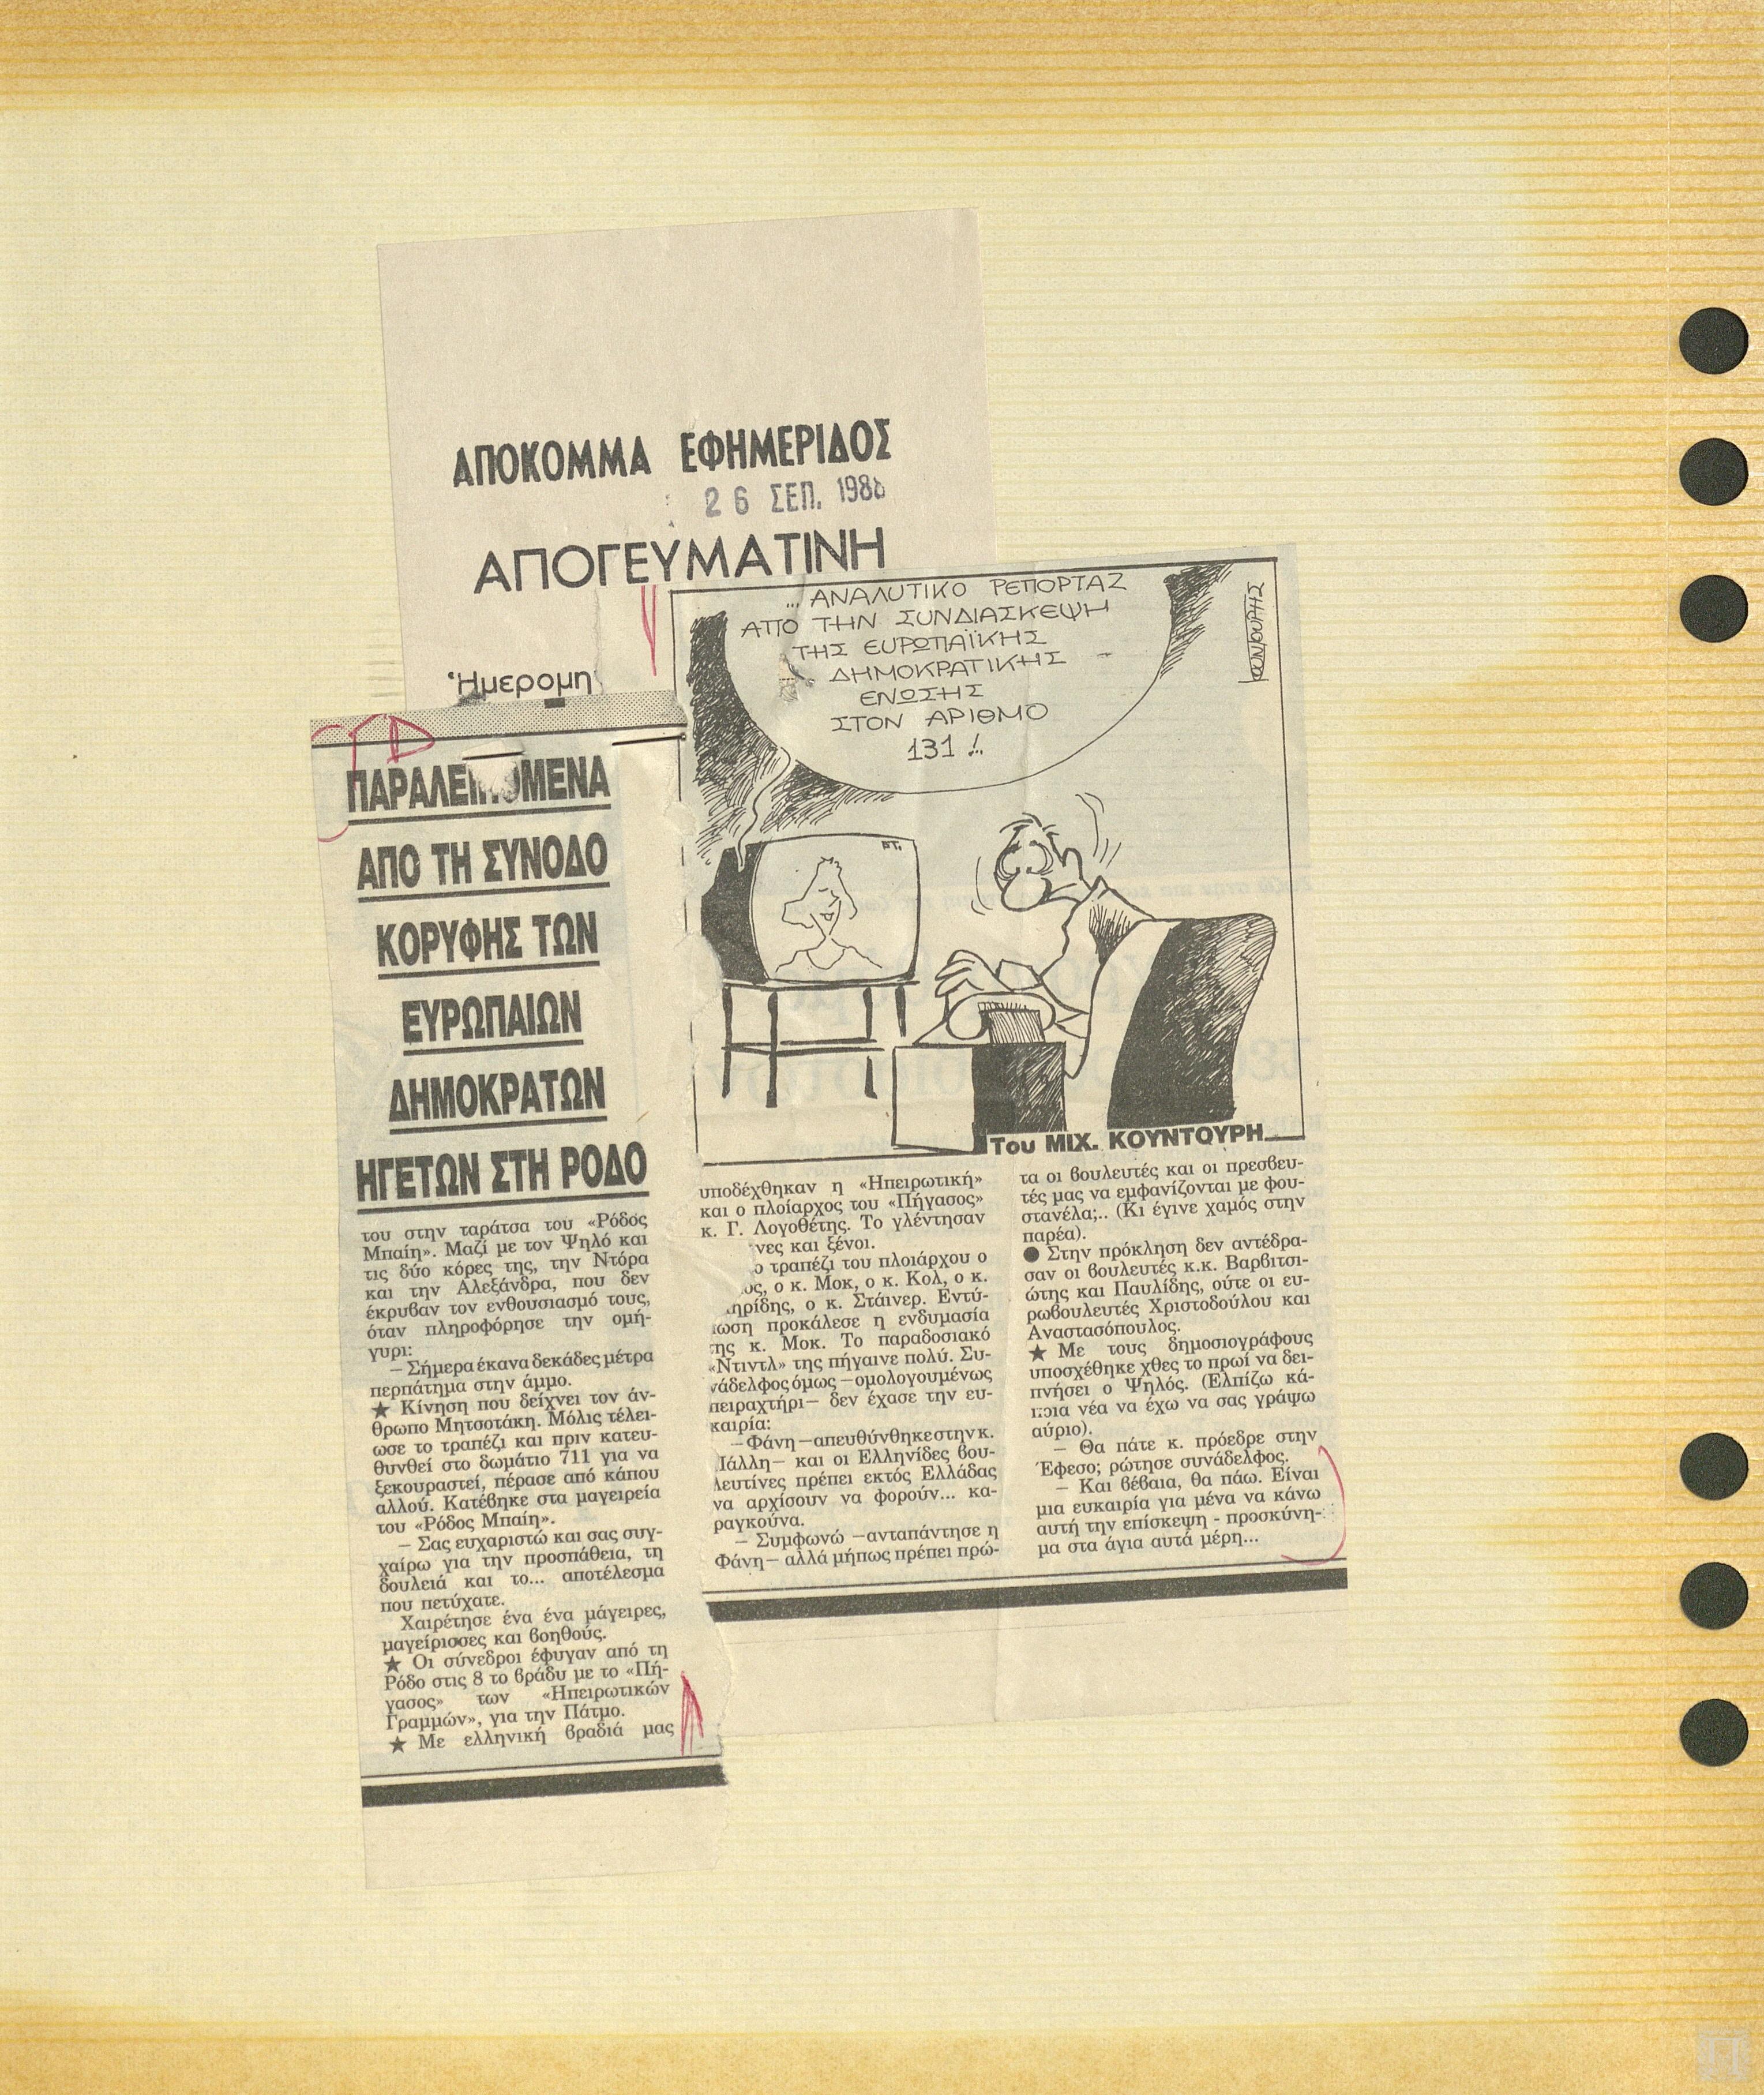 ΑΠΟΚΟΜΜΑ ΕΦΗΜΕΡΙΔΟΣ
26 ΣΕΠ. 1988
ΑΠΟΓΕΥΜΑΤΙΝΗ
Ἡμερομη
ΠΑΡΑΛΕΙΠΟΜΕΝΑ
ΑΠΟ ΤΗ ΣΥΝΟΔΟ
ΚΟΡΥΦΗΣ ΤΩΝ
ΕΥΡΩΠΑΙΩΝ
ΔΗΜΟΚΡΑΤΩΝ
ΗΓΕΤΩΝ ΣΤΗ ΡΟΔΟ
του στην ταράτσα του «Ρόδος
Μπαίη». Μαζί με τον Ψηλό και
τις δύο κόρες της, την Ντόρα
και την Αλεξάνδρα, που δεν
έκρυβαν τον ενθουσιασμό τους,
όταν πληροφόρησε την ομή-
γυρι:
— Σήμερα έκανα δεκάδες μέτρα
περπάτημα στην άμμο.
★ Κίνηση που δείχνει τον άν-
θρωπο Μητσοτάκη. Μόλις τέλει-
ωσε το τραπέζι και πριν κατευ-
θυνθεί στο δωμάτιο 711 για να
ξεκουραστεί, πέρασε από κάπου
αλλού. Κατέβηκε στα μαγειρεία
του «Ρόδος Μπαίη».
— Σας ευχαριστώ και σας συγ-
χαίρω για την προσπάθεια, τη
δουλειά και το... αποτέλεσμα
που πετύχατε.
Χαιρέτησε ένα ένα μάγειρες,
μαγείρισσες και βοηθούς.
★ Οι σύνεδροι έφυγαν από τη
Ρόδο στις 8 το βράδυ με το «Πή-
γασος» των «Ηπειρωτικών
Γραμμών», για την Πάτμο.
★ Με ελληνική βραδιά μας
... ΑΝΑΛΥΤΙΚΟ ΡΕΠΟΡΤΑΖ
ΑΠΟ ΤΗΝ ΣΥΝΔΙΑΣΚΕΨΗ
ΤΗΣ ΕΥΡΩΠΑΪΚΗΣ
ΔΗΜΟΚΡΑΤΙΚΗΣ
ΕΝΩΣΗΣ
ΣΤΟΝ ΑΡΙΘΜΟ
131 !..
ΚΟΥΝΤΟΥΡΗΣ
Του ΜΙΧ. ΚΟΥΝΤΟΥΡΗ
υποδέχθηκαν η «Ηπειρωτική»
και ο πλοίαρχος του «Πήγασος»
κ. Γ. Λογοθέτης. Το γλέντησαν
νες και ξένοι.
ο τραπέζι του πλοιάρχου ο
ος, ο κ. Μοκ, ο κ. Κολ, ο κ.
ηρίδης, ο κ. Στάινερ. Εντύ-
ωση προκάλεσε η ενδυμασία
της κ. Μοκ. Το παραδοσιακό
«Ντιντλ» της πήγαινε πολύ. Συ-
νάδελφος όμως —ομολογουμένως
πειραχτήρι— δεν έχασε την ευ-
καιρία:
—Φάνη —απευθύνθηκε στην κ.
Πάλλη— και οι Ελληνίδες βου-
λευτίνες πρέπει εκτός Ελλάδας
να αρχίσουν να φορούν... κα-
ραγκούνα.
— Συμφωνώ —ανταπάντησε η
Φάνη— αλλά μήπως πρέπει πρώ-
τα οι βουλευτές και οι πρεσβευ-
τές μας να εμφανίζονται με φου-
στανέλα;.. (Κι έγινε χαμός στην
παρέα).
● Στην πρόκληση δεν αντέδρα-
σαν οι βουλευτές κ.κ. Βαρβιτσι-
ώτης και Παυλίδης, ούτε οι ευ-
ρωβουλευτές Χριστοδούλου και
Αναστασόπουλος.
★ Με τους δημοσιογράφους
υποσχέθηκε χθες το πρωί να δει-
πνήσει ο Ψηλός. (Ελπίζω κά-
ποια νέα να έχω να σας γράψω
αύριο).
— Θα πάτε κ. πρόεδρε στην
Έφεσο; ρώτησε συνάδελφος.
— Και βέβαια, θα πάω. Είναι
μια ευκαιρία για μένα να κάνω
αυτή την επίσκεψη - προσκύνη-
μα στα άγια αυτά μέρη...